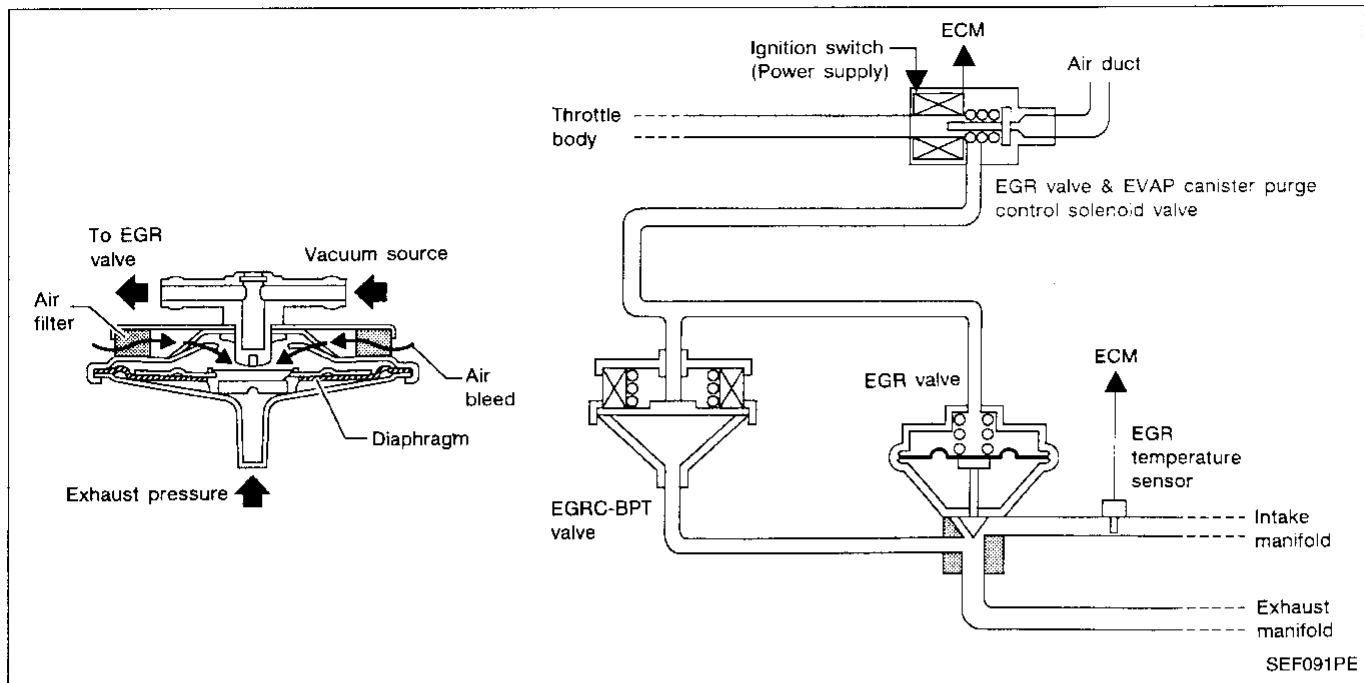 To EGR
valve
Vacuum source
Air
filter
Air
bleed
Diaphragm
Exhaust pressure
Ignition switch
(Power supply)
ECM
Air duct
Throttle
body
EGR valve & EVAP canister purge
control solenoid valve
EGRC-BPT
valve
EGR valve
ECM
EGR
temperature
sensor
Intake
manifold
Exhaust
manifold
SEF091PE